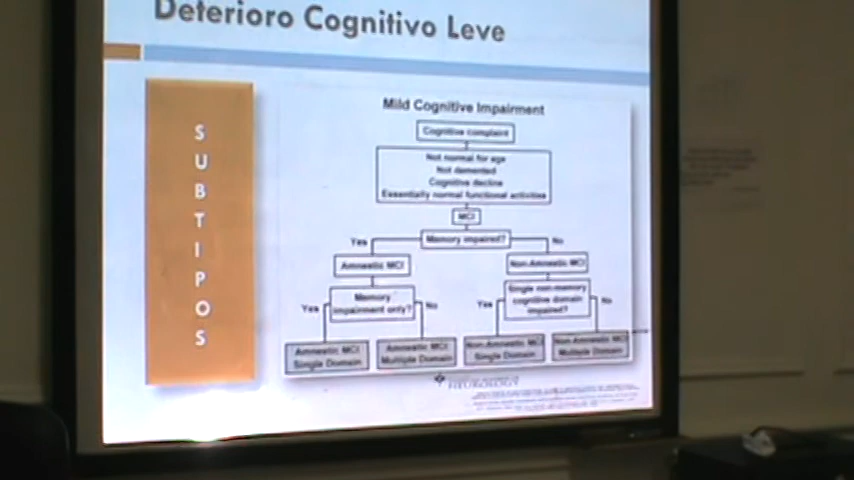 Deterioro Cognitivo Leve
SUBTIPOS
Mild Cognitive Impairment
Cognitive complaint
Not normal for age
Not demented
Cognitive decline
Essentially normal functional activities
MCI
Yes
Memory impaired?
No
Amnestic MCI
Non-Amnestic MCI
Yes
Memory
impairment only?
No
Yes
Single non-memory
cognitive domain
impaired?
No
Amnestic MCI
Single Domain
Amnestic MCI
Multiple Domain
Non-Amnestic MCI
Single Domain
Non-Amnestic MCI
Multiple Domain
NEUROLOGY